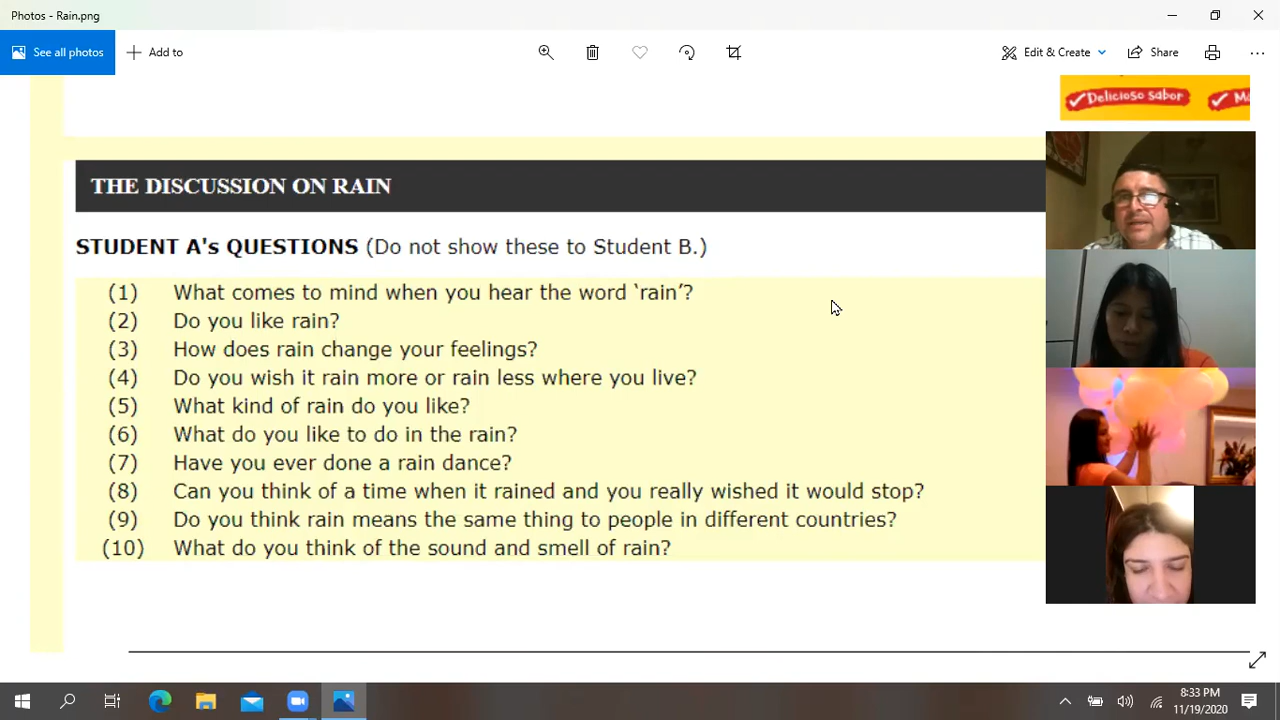 Photos - Rain.png
See all photos
Add to
Edit & Create
Share
Delicioso sabor
THE DISCUSSION ON RAIN
STUDENT A's QUESTIONS (Do not show these to Student B.)
(1) What comes to mind when you hear the word ‘rain’?
(2) Do you like rain?
(3) How does rain change your feelings?
(4) Do you wish it rain more or rain less where you live?
(5) What kind of rain do you like?
(6) What do you like to do in the rain?
(7) Have you ever done a rain dance?
(8) Can you think of a time when it rained and you really wished it would stop?
(9) Do you think rain means the same thing to people in different countries?
(10) What do you think of the sound and smell of rain?
8:33 PM
11/19/2020